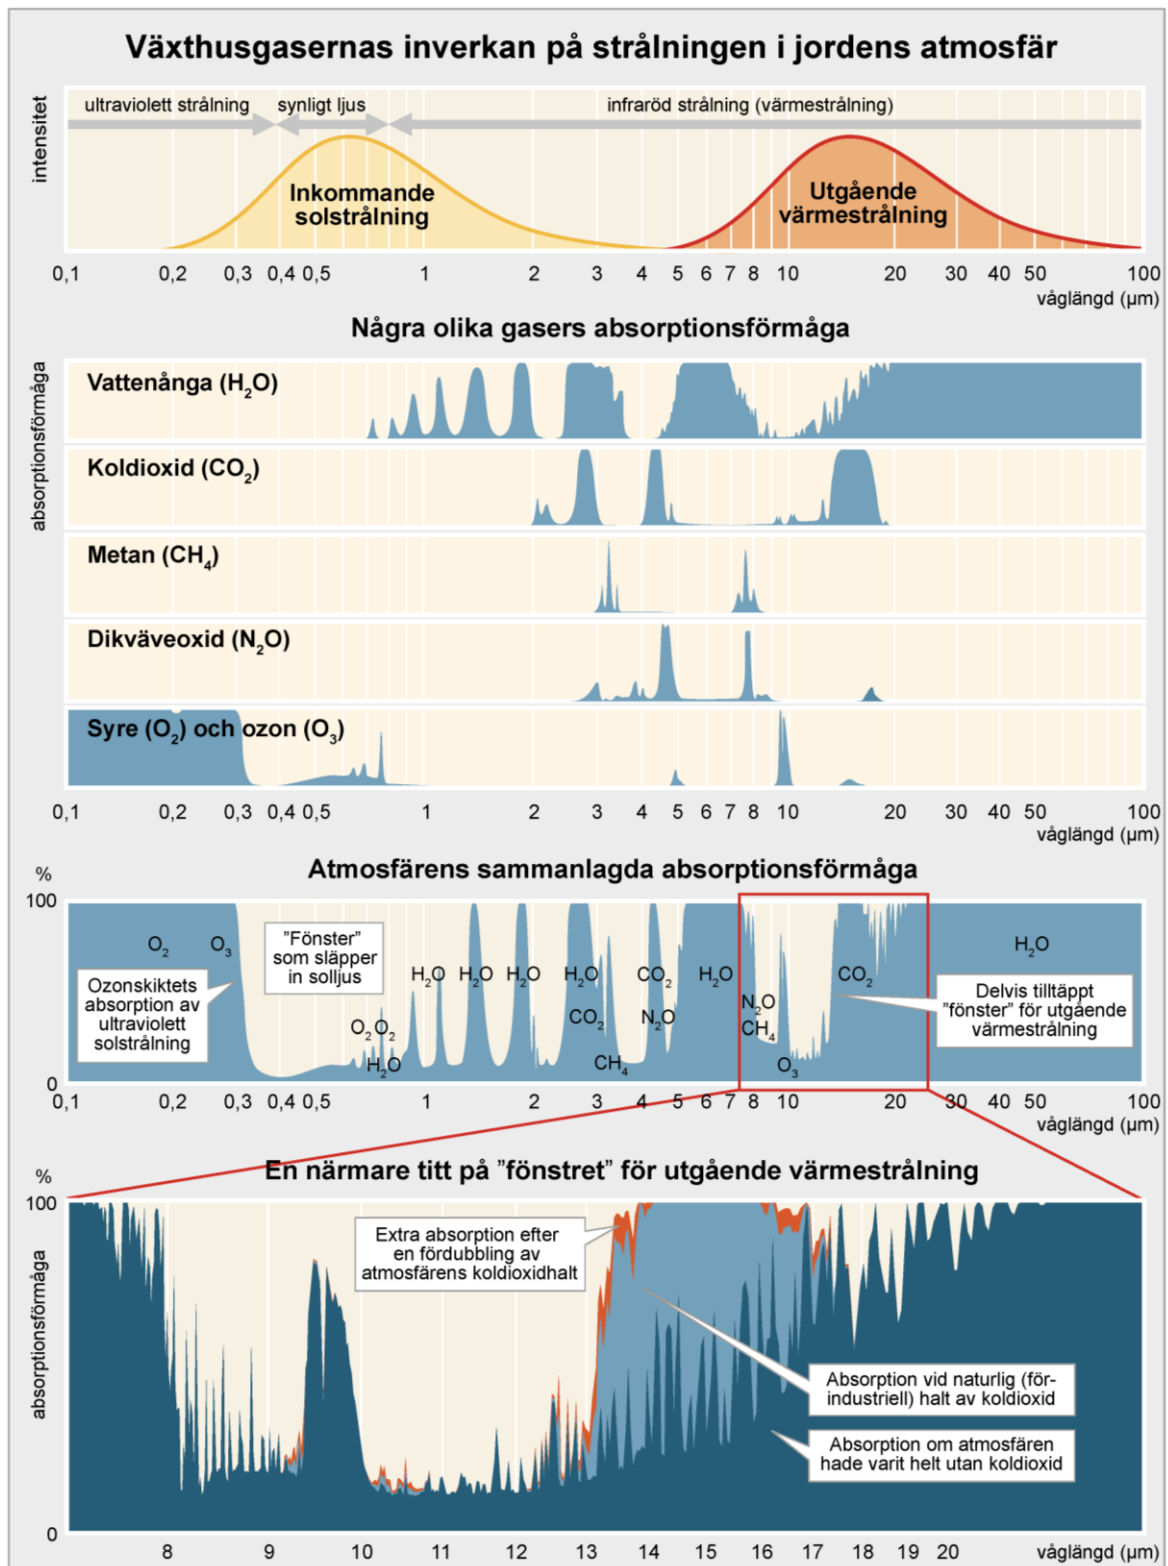 Växthusgasernas inverkan på strålningen i jordens atmosfär
intensitet
ultraviolett strålning synligt ljus infraröd strålning (värmestrålning)
Inkommande
solstrålning
Utgående
värmestrålning
0,1 0,2 0,3 0,4 0,5 1 2 3 4 5 6 7 8 10 20 30 40 50 100
våglängd (µm)
Några olika gasers absorptionsförmåga
absorptionsförmåga
Vattenånga (H₂O)
Koldioxid (CO₂)
Metan (CH₄)
Dikväveoxid (N₂O)
Syre (O₂) och ozon (O₃)
0,1 0,2 0,3 0,4 0,5 1 2 3 4 5 6 7 8 10 20 30 40 50 100
våglängd (µm)
Atmosfärens sammanlagda absorptionsförmåga
%
100
0
O₂ O₃
Ozonskiktets
absorption av
ultraviolett
solstrålning
"Fönster"
som släpper
in solljus
O₂ O₂
H₂O
H₂O H₂O H₂O H₂O CO₂ H₂O
CO₂ N₂O
CH₄
N₂O
CH₄
O₃
CO₂
H₂O
Delvis tilltäppt
"fönster" för utgående
värmestrålning
0,1 0,2 0,3 0,4 0,5 1 2 3 4 5 6 7 8 10 20 30 40 50 100
våglängd (µm)
En närmare titt på "fönstret" för utgående värmestrålning
%
100
absorptionsförmåga
0
Extra absorption efter
en fördubbling av
atmosfärens koldioxidhalt
Absorption vid naturlig (för-
industriell) halt av koldioxid
Absorption om atmosfären
hade varit helt utan koldioxid
8 9 10 11 12 13 14 15 16 17 18 19 20 våglängd (µm)